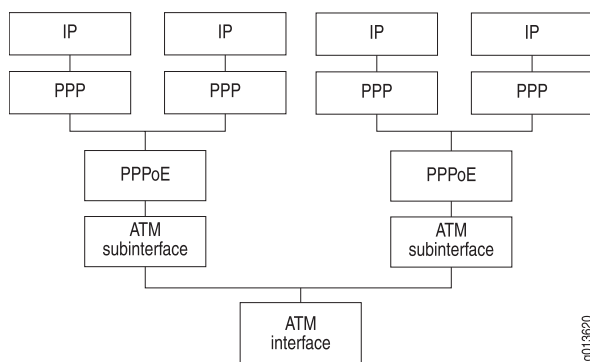 IP
IP
IP
IP
PPP
PPP
PPP
PPP
PPPoE
PPPoE
ATM
subinterface
ATM
subinterface
ATM
interface
g013620